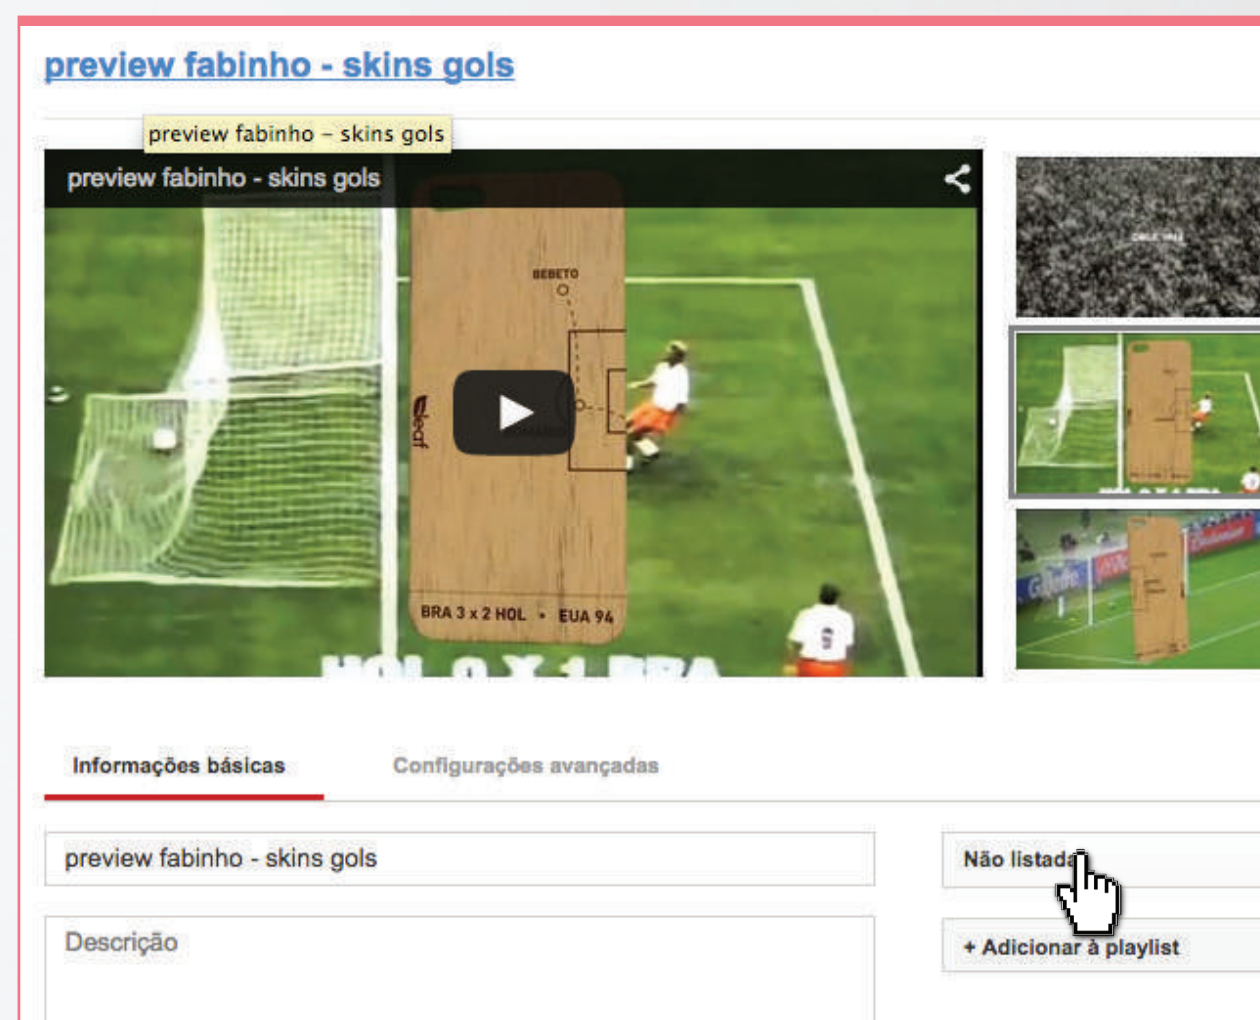 preview fabinho - skins gols
preview fabinho – skins gols
preview fabinho - skins gols
BEBETO
leaf
BRA 3 x 2 HOL • EUA 94
HOL 0 X 1 BRA
Informações básicas
Configurações avançadas
preview fabinho - skins gols
Não listada
Descrição
+ Adicionar à playlist